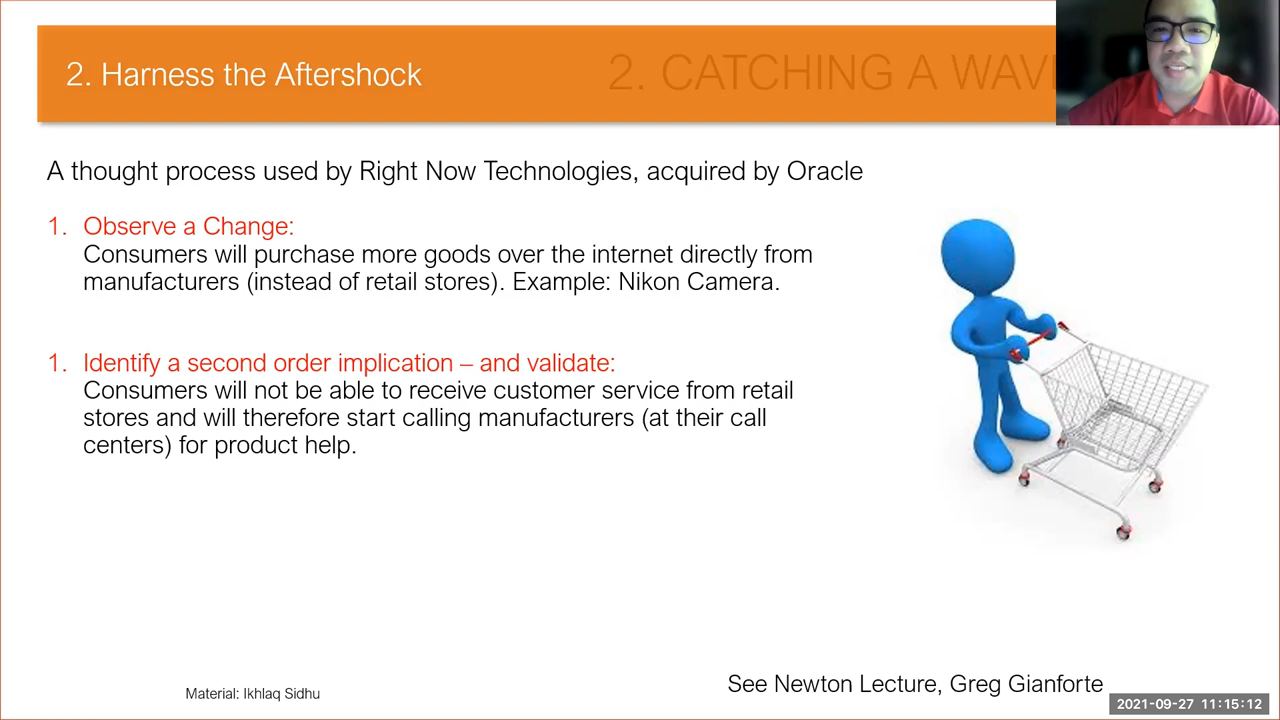 2. Harness the Aftershock
2. CATCHING A WAV
A thought process used by Right Now Technologies, acquired by Oracle
1. Observe a Change:
Consumers will purchase more goods over the internet directly from
manufacturers (instead of retail stores). Example: Nikon Camera.
1. Identify a second order implication – and validate:
Consumers will not be able to receive customer service from retail
stores and will therefore start calling manufacturers (at their call
centers) for product help.
See Newton Lecture, Greg Gianforte
Material: Ikhlaq Sidhu
2021-09-27 11:15:12